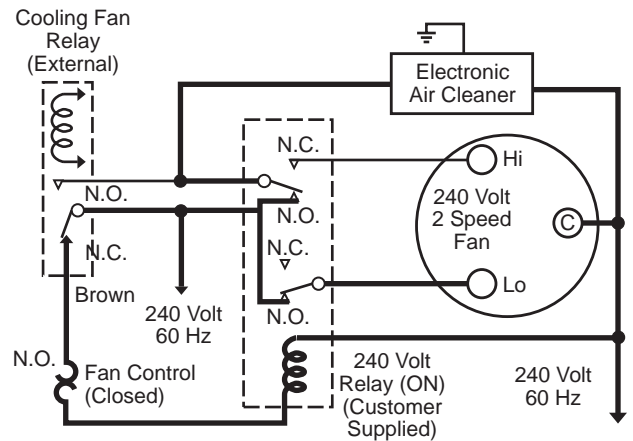 Cooling Fan
Relay
(External)
Electronic
Air Cleaner
N.C.
Hi
N.O.
N.O.
240 Volt
2 Speed
Fan
C
N.C.
N.C.
Brown
Lo
240 Volt
60 Hz
N.O.
N.O.
Fan Control
(Closed)
240 Volt
Relay (ON)
(Customer
Supplied)
240 Volt
60 Hz